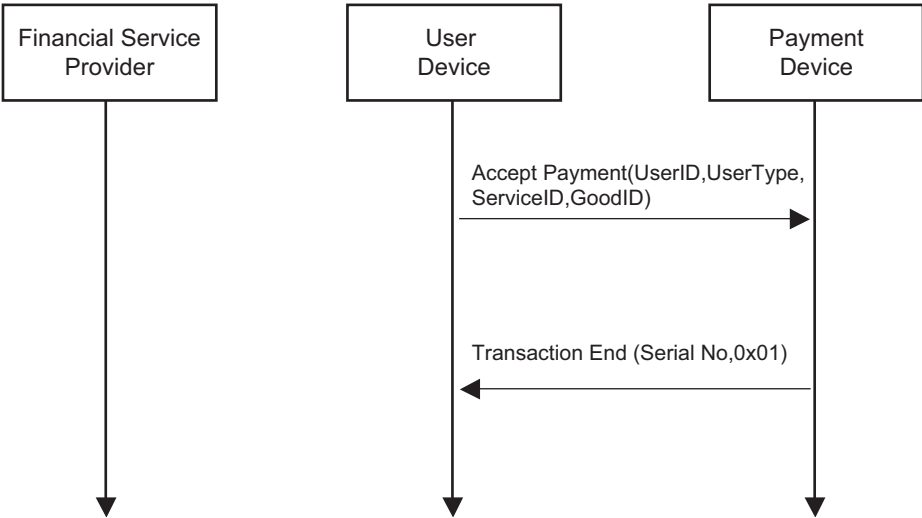 Financial Service
Provider
User
Device
Payment
Device
Accept Payment(UserID,UserType,
ServiceID,GoodID)
Transaction End (Serial No,0x01)